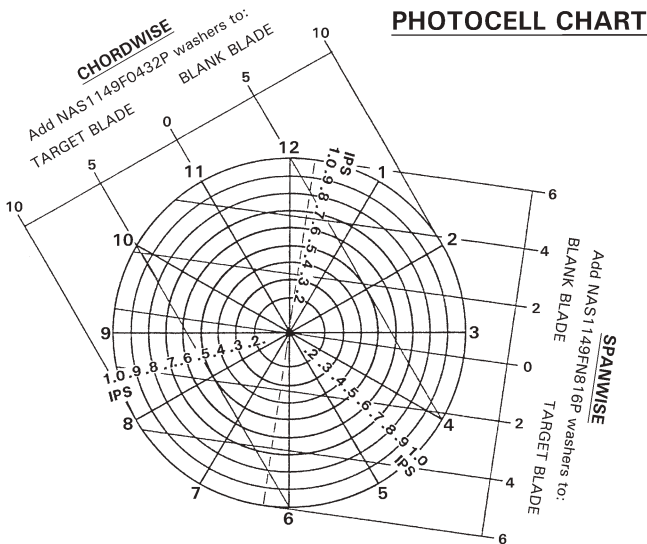 PHOTOCELL CHART
CHORDWISE
Add NAS1149F0432P washers to:
TARGET BLADE BLANK BLADE
10 5 0 5 10
12
1
2
3
4
5
6
7
8
9
10
11
IPS
1.0 .9 .8 .7 .6 .5 .4 .3 .2
.2 .3 .4 .5 .6 .7 .8 .9 1.0
IPS
1.0 .9 .8 .7 .6 .5 .4 .3 .2
IPS
6
4
2
0
2
4
6
SPANWISE
Add NAS1149FN816P washers to:
BLANK BLADE TARGET BLADE